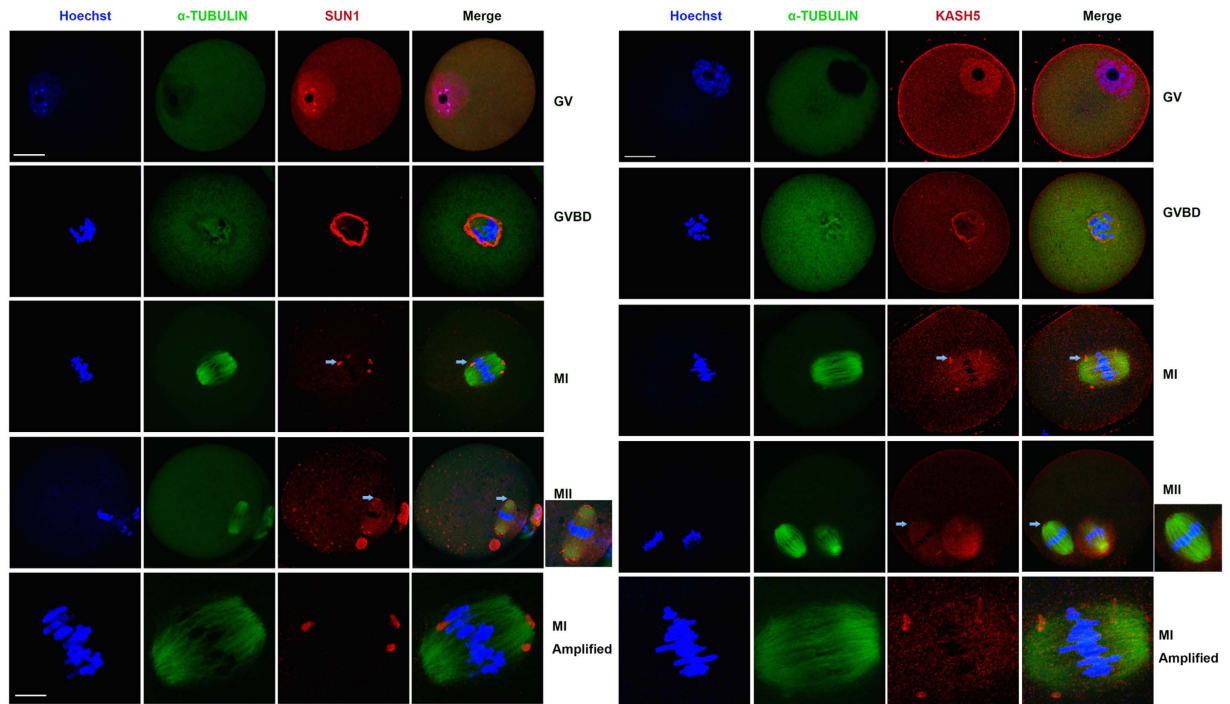 Hoechst α-TUBULIN SUN1 Merge
GV
GVBD
MI
MII
MI
Amplified
Hoechst α-TUBULIN KASH5 Merge
GV
GVBD
MI
MII
MI
Amplified